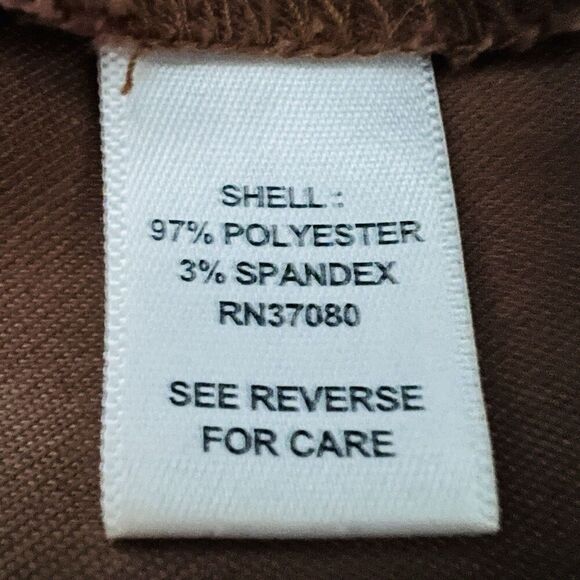 SHELL :
97% POLYESTER
3% SPANDEX
RN37080
SEE REVERSE
FOR CARE